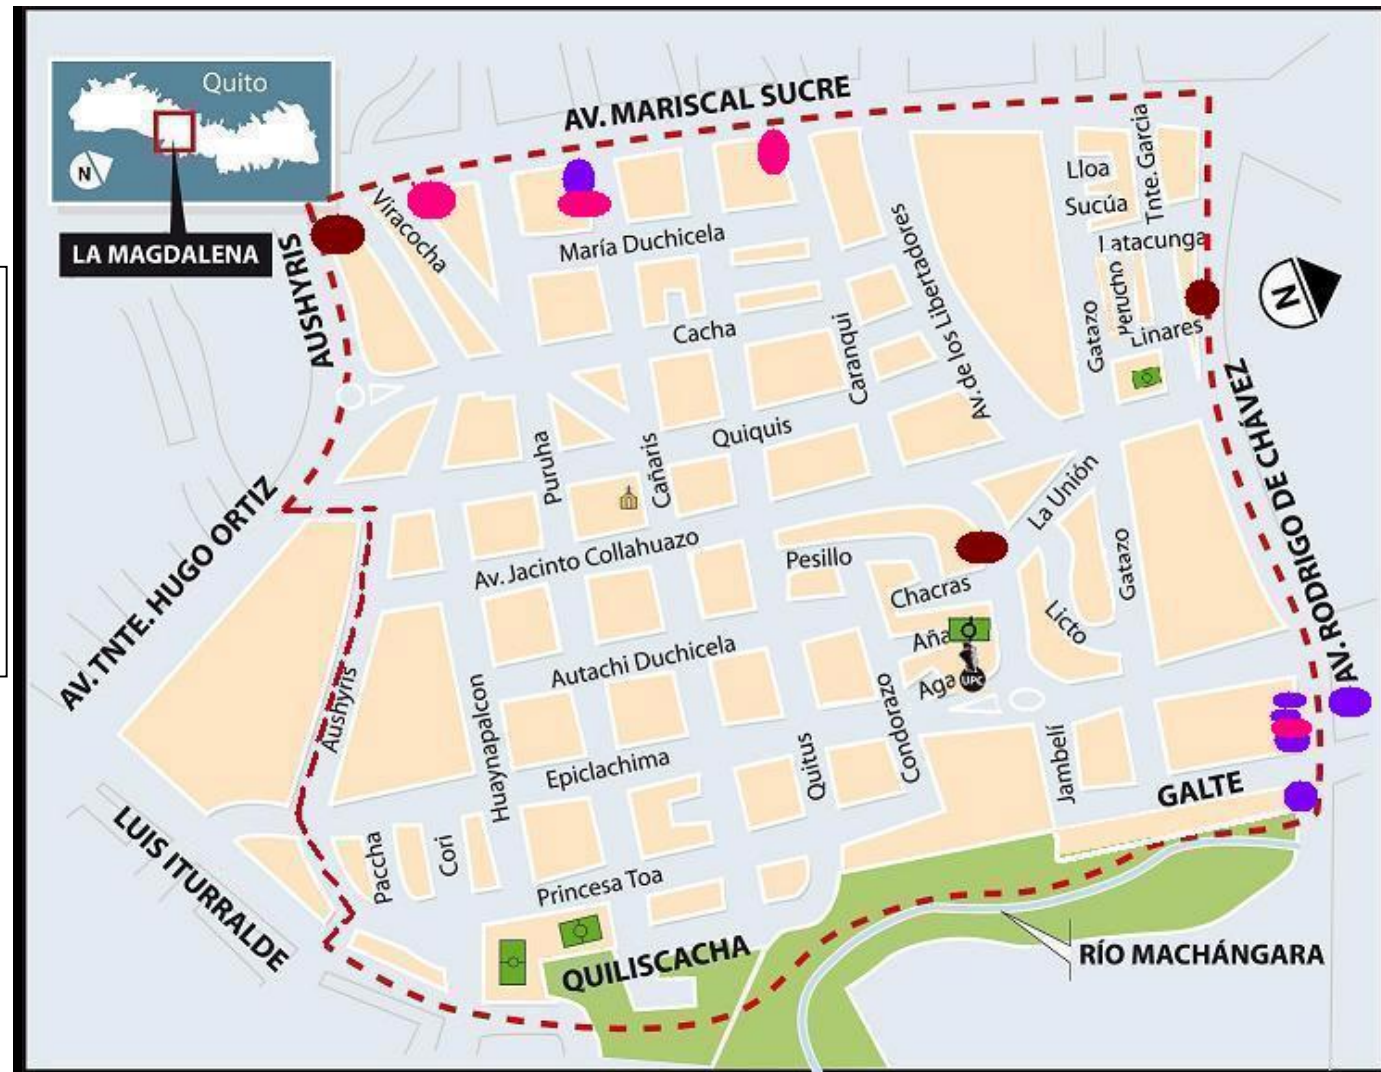 Quito
N
LA MAGDALENA
AV. MARISCAL SUCRE
AUSHYRIS
Viracocha
María Duchicela
Lloa
Sucúa
Tnte. Garcia
Latacunga
Perucho
Linares
Gatazo
N
Cacha
Caranqui
Av. de los Libertadores
Quiquis
Puruha
Cañaris
AV. RODRIGO DE CHÁVEZ
AV. TNTE. HUGO ORTIZ
Av. Jacinto Collahuazo
Pesillo
La Unión
Gatazo
Chacras
Licto
Aña
Aga
UPC
Autachi Duchicela
Aushyris
Huaynapalcon
Epiclachima
Quitus
Condorazo
Jambelí
GALTE
LUIS ITURRALDE
Paccha
Cori
Princesa Toa
QUILISCACHA
RÍO MACHÁNGARA